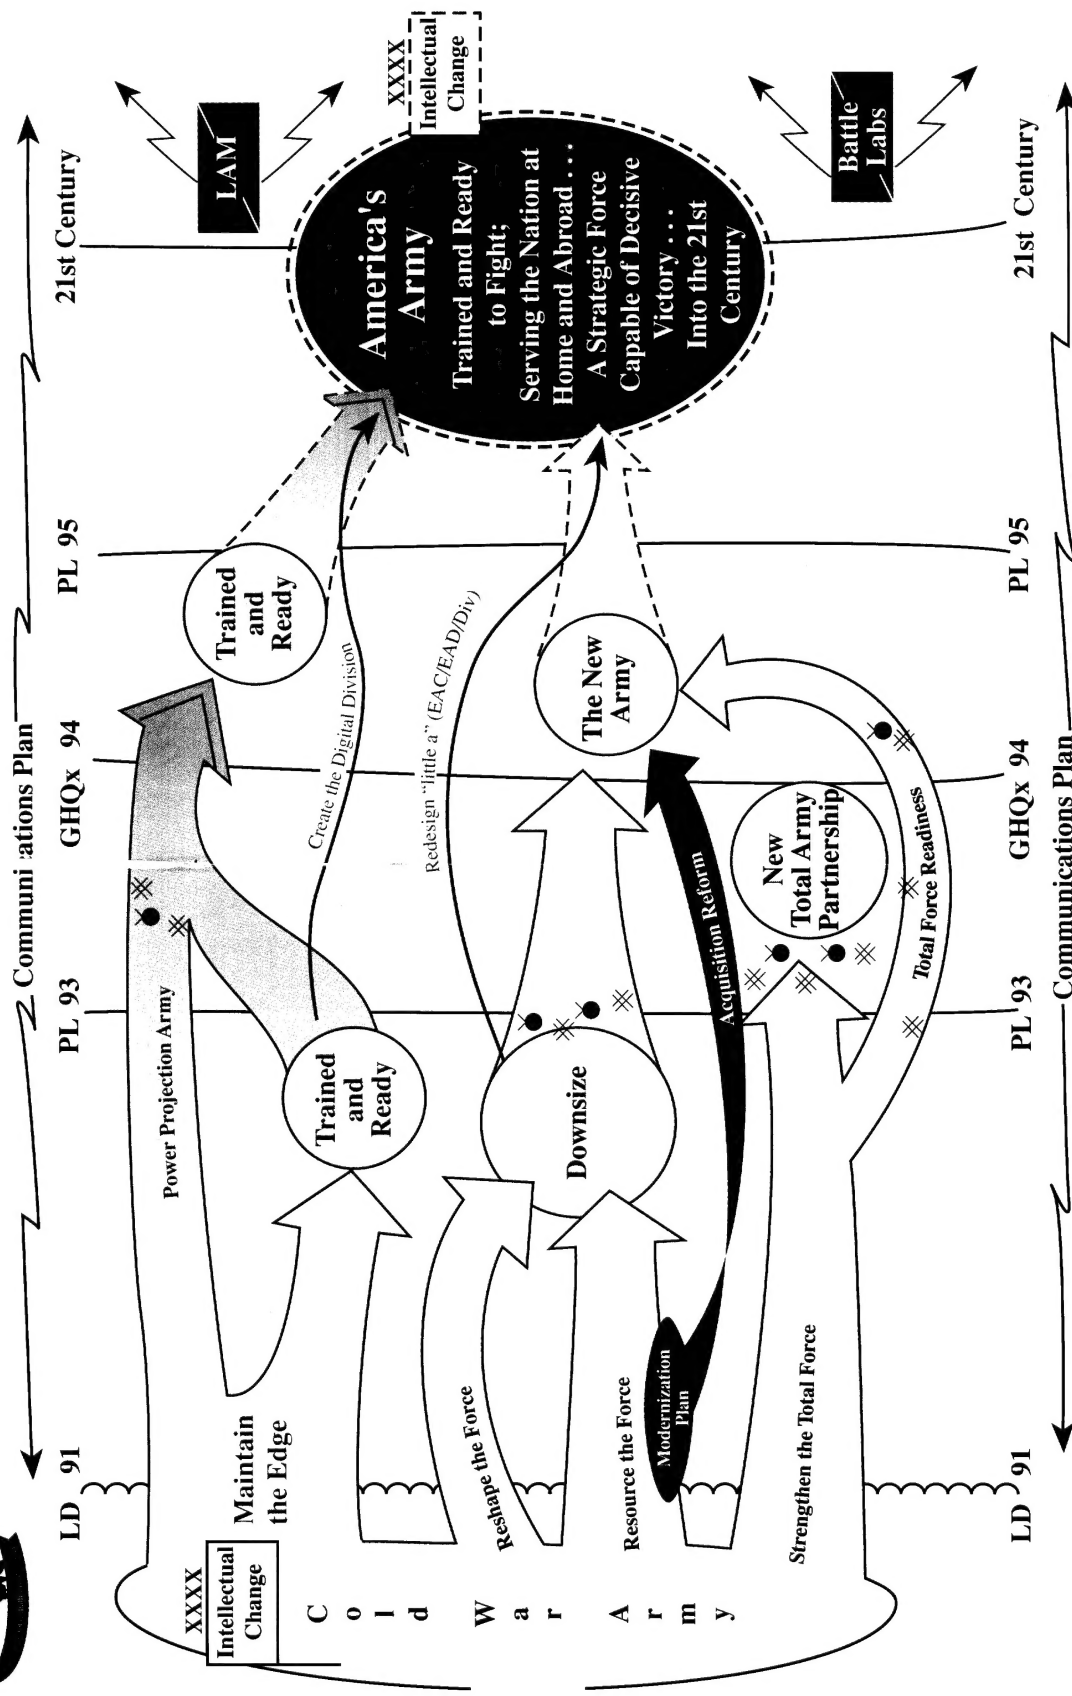 Communi:ations Plan
LD 91
PL 93
GHQx 94
PL 95
21st Century
LAM
XXXX
Intellectual
Change
XXXX
Intellectual
Change
Cold War Army
Maintain
the Edge
Power Projection Army
Trained
and
Ready
Trained
and
Ready
Create the Digital Division
Reshape the Force
Redesign "little a" (EAC/EAD/Div)
Downsize
Resource the Force
Modernization
Plan
Acquisition Reform
The New
Army
Strengthen the Total Force
New
Total Army
Partnership
Total Force Readiness
America's
Army
Trained and Ready
to Fight;
Serving the Nation at
Home and Abroad . . .
A Strategic Force
Capable of Decisive
Victory . . .
Into the 21st
Century
Battle
Labs
LD 91
PL 93
GHQx 94
PL 95
21st Century
Communications Plan